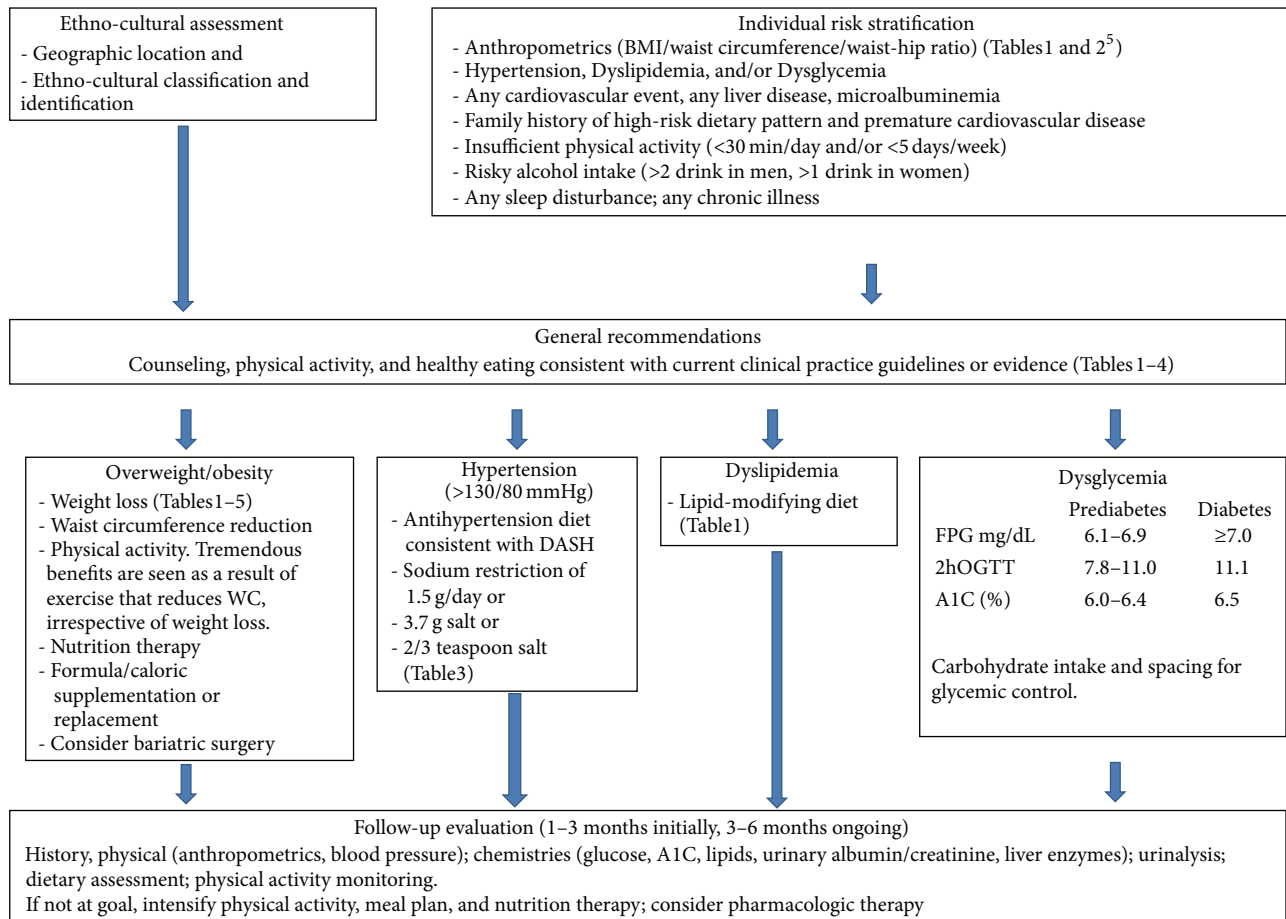 Ethno-cultural assessment
- Geographic location and
- Ethno-cultural classification and
identification
Individual risk stratification
- Anthropometrics (BMI/waist circumference/waist-hip ratio) (Tables 1 and 2⁵)
- Hypertension, Dyslipidemia, and/or Dysglycemia
- Any cardiovascular event, any liver disease, microalbuminemia
- Family history of high-risk dietary pattern and premature cardiovascular disease
- Insufficient physical activity (<30 min/day and/or <5 days/week)
- Risky alcohol intake (>2 drink in men, >1 drink in women)
- Any sleep disturbance; any chronic illness
General recommendations
Counseling, physical activity, and healthy eating consistent with current clinical practice guidelines or evidence (Tables 1–4)
Overweight/obesity
- Weight loss (Tables 1–5)
- Waist circumference reduction
- Physical activity. Tremendous
benefits are seen as a result of
exercise that reduces WC,
irrespective of weight loss.
- Nutrition therapy
- Formula/caloric
supplementation or
replacement
- Consider bariatric surgery
Hypertension
(>130/80 mmHg)
- Antihypertension diet
consistent with DASH
- Sodium restriction of
1.5 g/day or
- 3.7 g salt or
- 2/3 teaspoon salt
(Table 3)
Dyslipidemia
- Lipid-modifying diet
(Table 1)
Dysglycemia
Prediabetes Diabetes
FPG mg/dL 6.1–6.9 ≥7.0
2hOGTT 7.8–11.0 11.1
A1C (%) 6.0–6.4 6.5
Carbohydrate intake and spacing for
glycemic control.
Follow-up evaluation (1–3 months initially, 3–6 months ongoing)
History, physical (anthropometrics, blood pressure); chemistries (glucose, A1C, lipids, urinary albumin/creatinine, liver enzymes); urinalysis;
dietary assessment; physical activity monitoring.
If not at goal, intensify physical activity, meal plan, and nutrition therapy; consider pharmacologic therapy